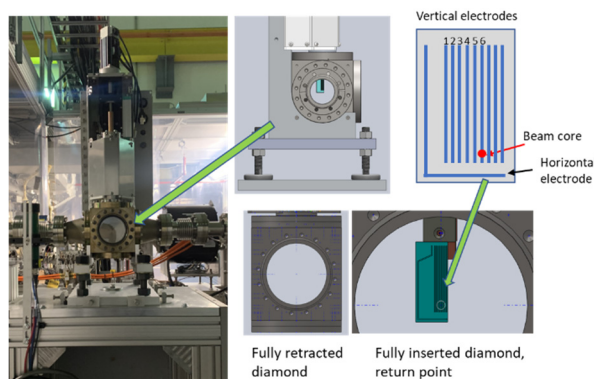 Vertical electrodes
123456
Beam core
Horizonta
electrode
Fully retracted
diamond
Fully inserted diamond,
return point